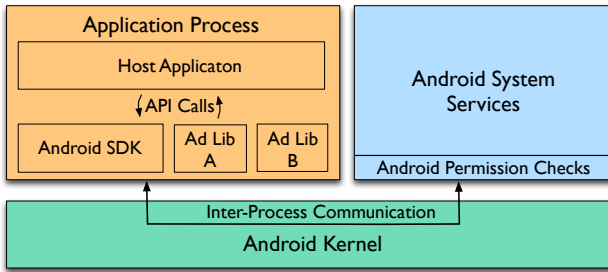 Application Process
Host Applicaton
API Calls
Android SDK
Ad Lib
A
Ad Lib
B
Android System
Services
Android Permission Checks
Inter-Process Communication
Android Kernel